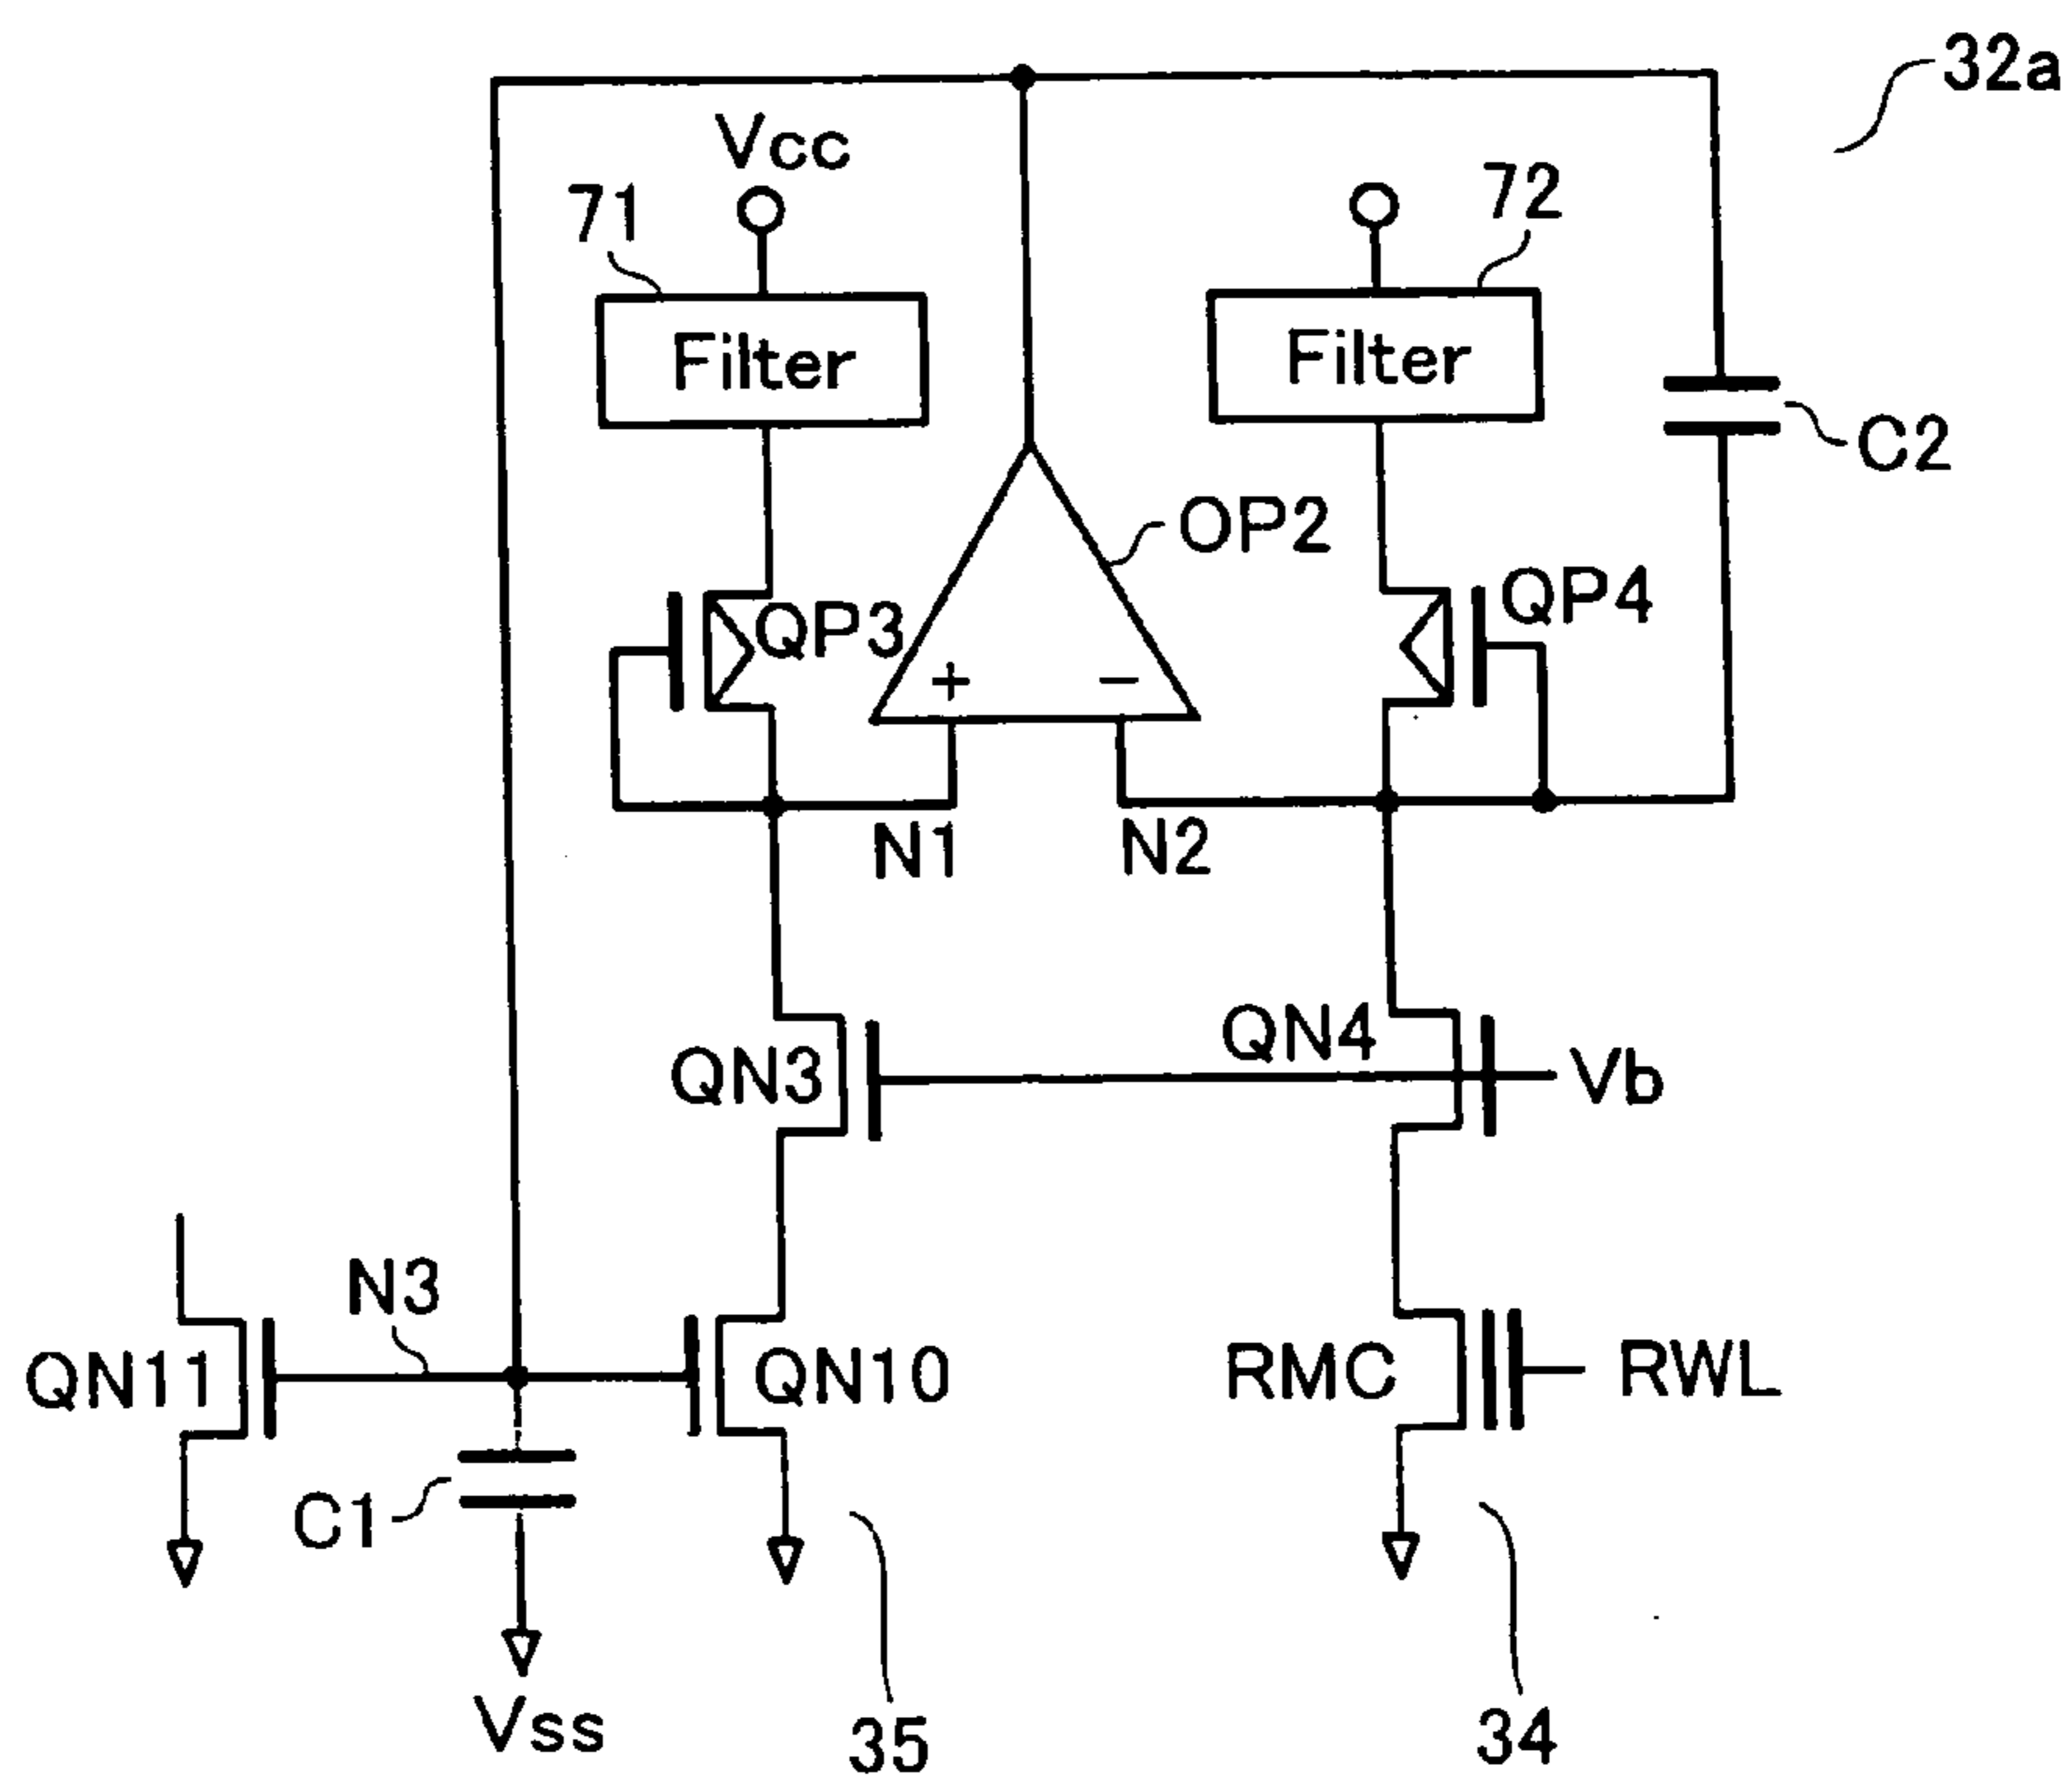 32a
Vcc
71
72
Filter
Filter
C2
OP2
QP3
QP4
+
−
N1
N2
QN3
QN4
Vb
N3
QN11
QN10
RMC
RWL
C1
Vss
35
34